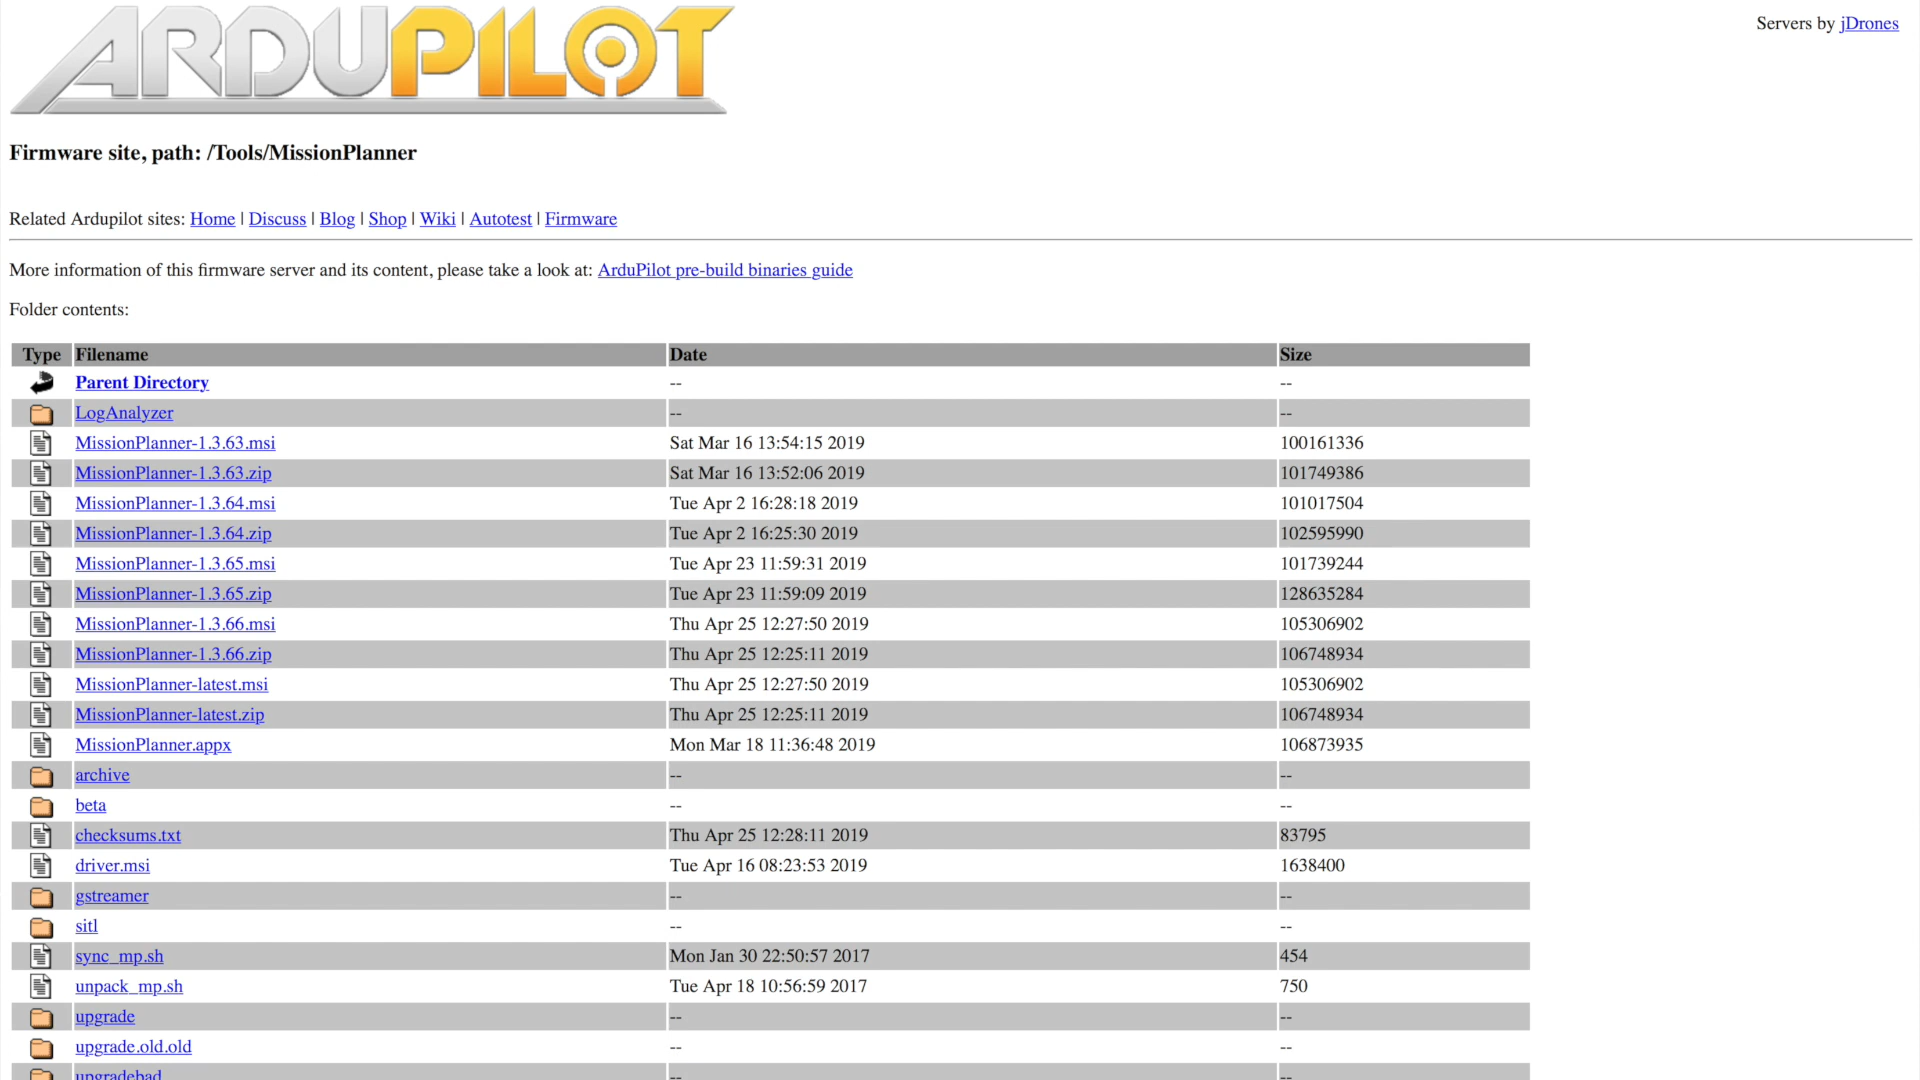 ARDUPILOT
Servers by jDrones
Firmware site, path: /Tools/MissionPlanner
Related Ardupilot sites: Home | Discuss | Blog | Shop | Wiki | Autotest | Firmware
More information of this firmware server and its content, please take a look at: ArduPilot pre-build binaries guide
Folder contents:
Type Filename Date Size
Parent Directory -- --
LogAnalyzer -- --
MissionPlanner-1.3.63.msi Sat Mar 16 13:54:15 2019 100161336
MissionPlanner-1.3.63.zip Sat Mar 16 13:52:06 2019 101749386
MissionPlanner-1.3.64.msi Tue Apr 2 16:28:18 2019 101017504
MissionPlanner-1.3.64.zip Tue Apr 2 16:25:30 2019 102595990
MissionPlanner-1.3.65.msi Tue Apr 23 11:59:31 2019 101739244
MissionPlanner-1.3.65.zip Tue Apr 23 11:59:09 2019 128635284
MissionPlanner-1.3.66.msi Thu Apr 25 12:27:50 2019 105306902
MissionPlanner-1.3.66.zip Thu Apr 25 12:25:11 2019 106748934
MissionPlanner-latest.msi Thu Apr 25 12:27:50 2019 105306902
MissionPlanner-latest.zip Thu Apr 25 12:25:11 2019 106748934
MissionPlanner.appx Mon Mar 18 11:36:48 2019 106873935
archive -- --
beta -- --
checksums.txt Thu Apr 25 12:28:11 2019 83795
driver.msi Tue Apr 16 08:23:53 2019 1638400
gstreamer -- --
sitl -- --
sync_mp.sh Mon Jan 30 22:50:57 2017 454
unpack_mp.sh Tue Apr 18 10:56:59 2017 750
upgrade -- --
upgrade.old.old -- --
upgradebad -- --